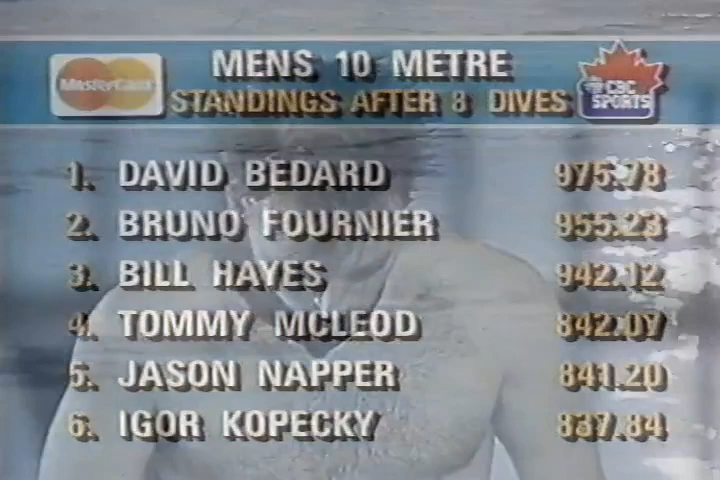 MasterCard
MENS 10 METRE
STANDINGS AFTER 8 DIVES
CBC
SPORTS
1. DAVID BEDARD 975.78
2. BRUNO FOURNIER 955.23
3. BILL HAYES 942.12
4. TOMMY MCLEOD 842.07
5. JASON NAPPER 841.20
6. IGOR KOPECKY 837.84